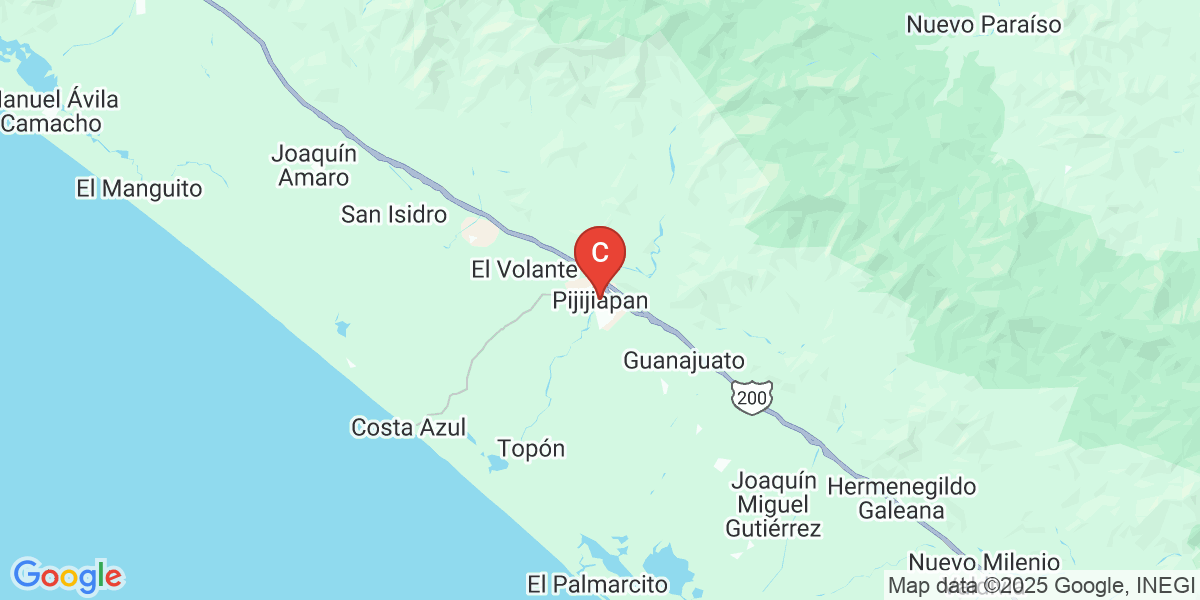 Nuevo Paraíso
Manuel Ávila
Camacho
Joaquín
Amaro
El Manguito
San Isidro
C
El Volante
Pijijiapan
Guanajuato
200
Costa Azul
Topón
Joaquín
Miguel
Gutiérrez
Hermenegildo
Galeana
Nuevo Milenio
El Palmarcito
Google
Map data ©2025 Google, INEGI